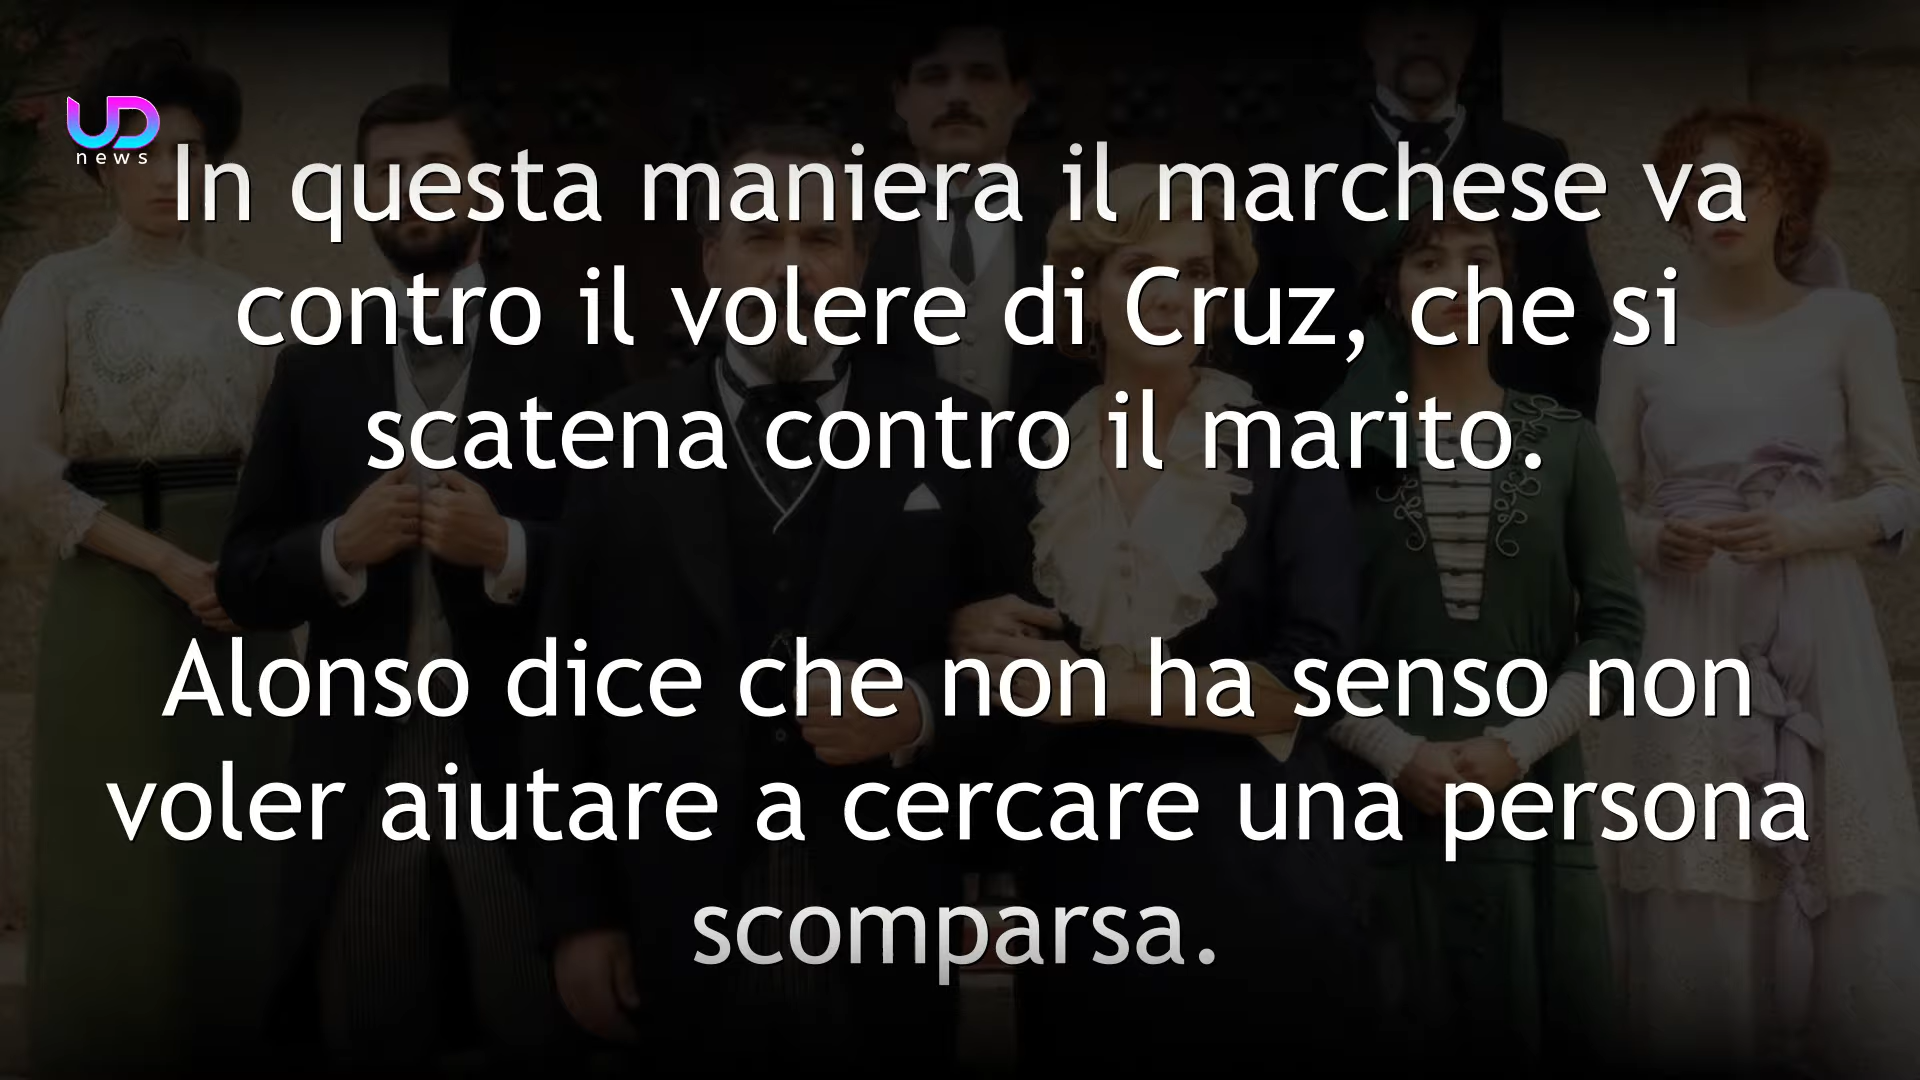 UD
news
In questa maniera il marchese va
contro il volere di Cruz, che si
scatena contro il marito.
Alonso dice che non ha senso non
voler aiutare a cercare una persona
scomparsa.